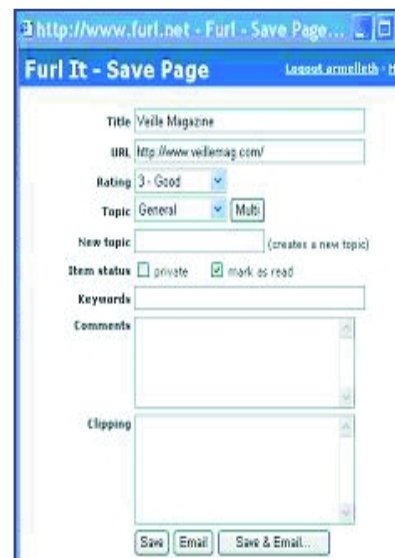 http://www.furl.net - Furl - Save Page...
Furl It - Save Page Logout armelleth - H
Title Veille Magazine
URL http://www.veillemag.com/
Rating 3 - Good
Topic General Multi
New topic (creates a new topic)
Item status private mark as read
Keywords
Comments
Clipping
Save Email Save & Email...